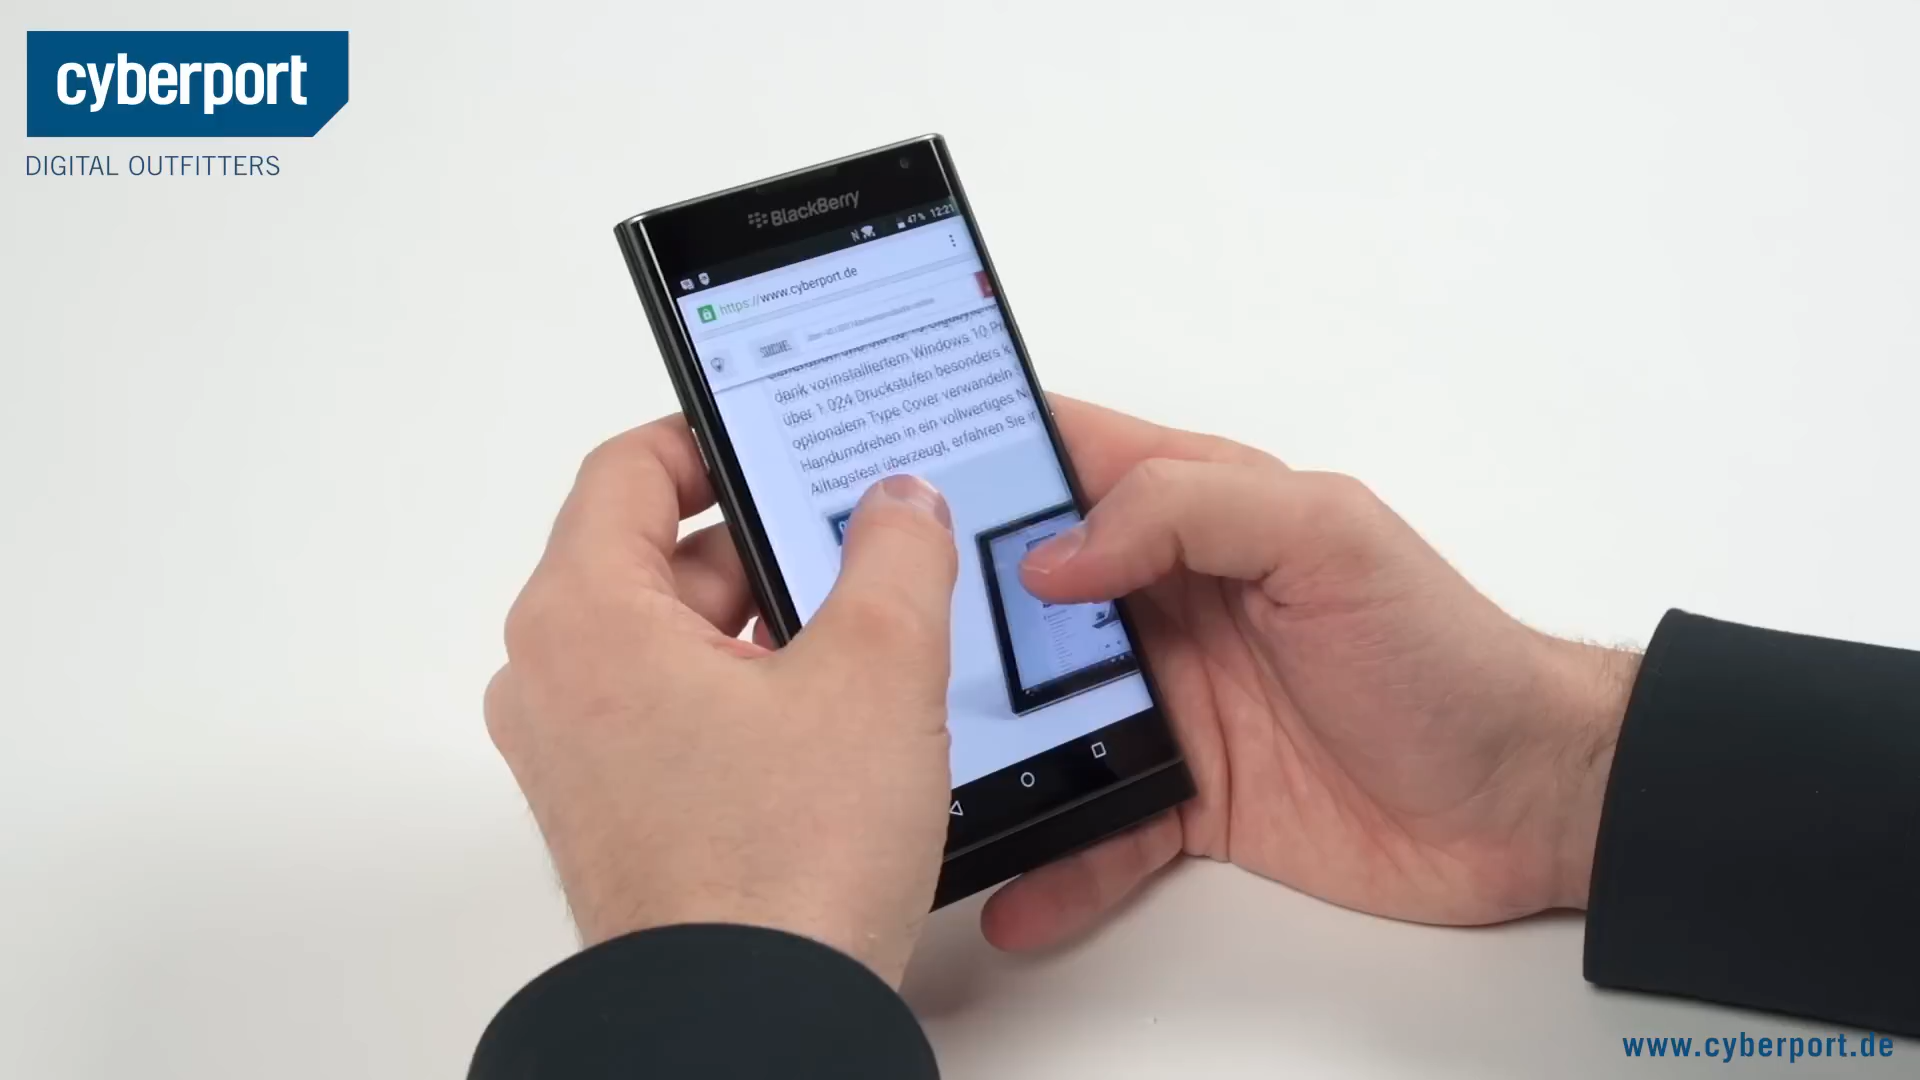 cyberport
DIGITAL OUTFITTERS
BlackBerry
47% 12:21
https://www.cyberport.de
dank vorinstalliertem Windows 10 Pr
über 1 024 Druckstufen besonders k
optionalem Type Cover verwandeln
Handumdrehen in ein vollwertiges N
Alltagstest überzeugt, erfahren Sie ir
www.cyberport.de